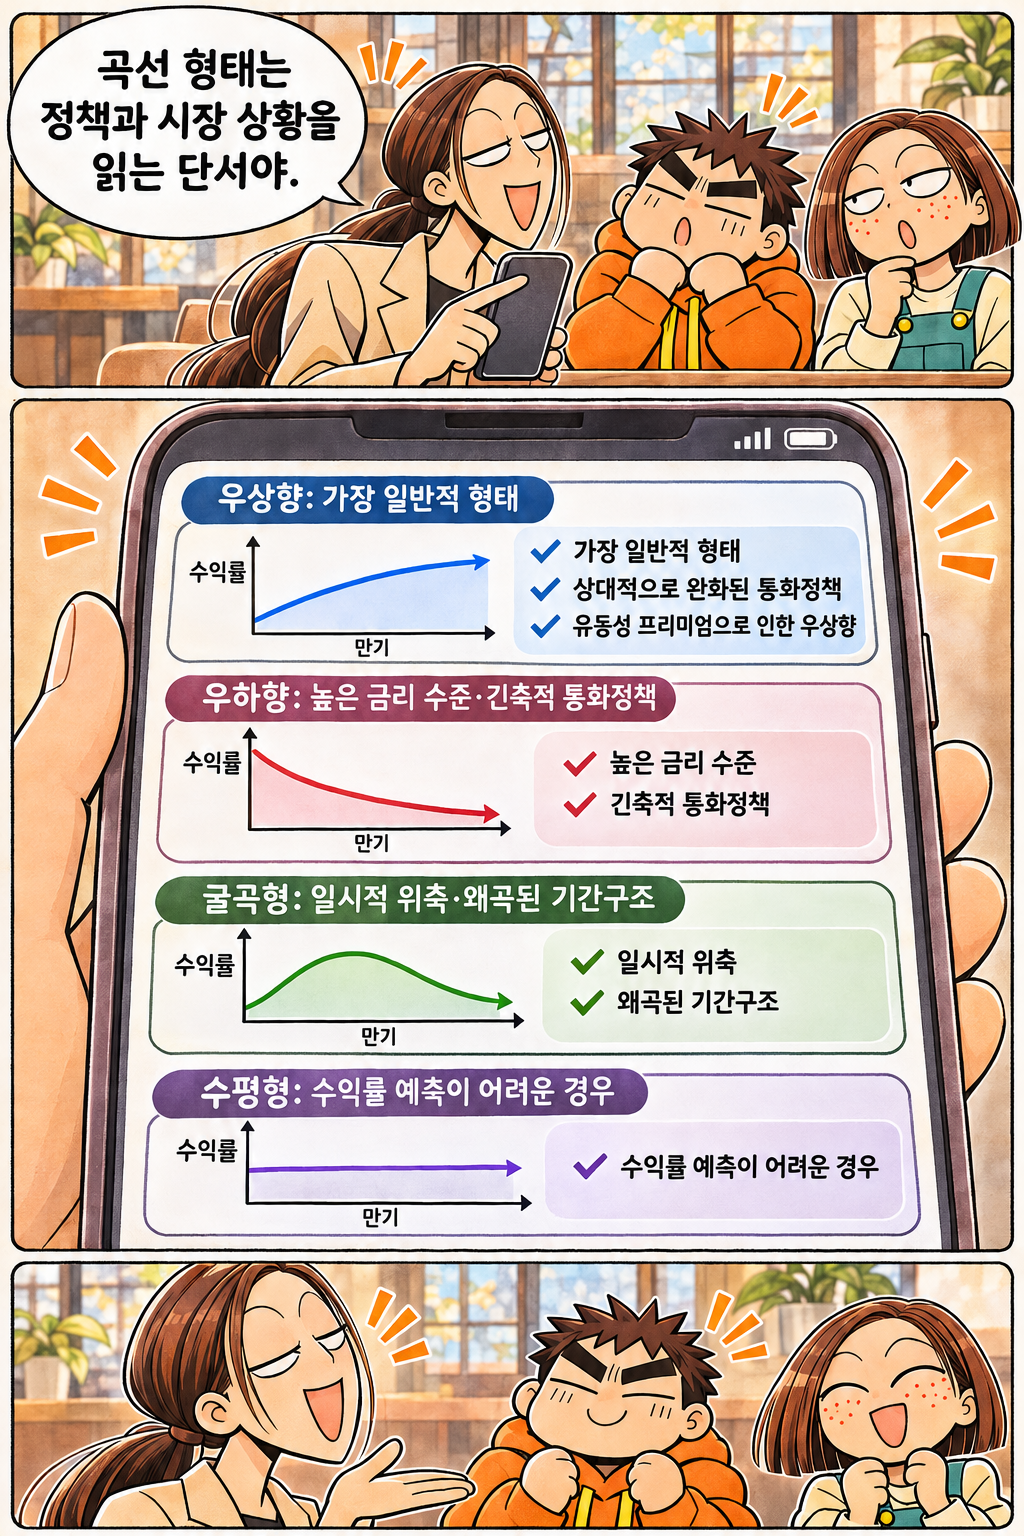 곡선 형태는
정책과 시장 상황을
읽는 단서야.
우상향: 가장 일반적 형태
수익률
만기
가장 일반적 형태
상대적으로 완화된 통화정책
유동성 프리미엄으로 인한 우상향
우하향: 높은 금리 수준·긴축적 통화정책
수익률
만기
높은 금리 수준
긴축적 통화정책
굴곡형: 일시적 위축·왜곡된 기간구조
수익률
만기
일시적 위축
왜곡된 기간구조
수평형: 수익률 예축이 어려운 경우
수익률
만기
수익률 예측이 어려운 경우